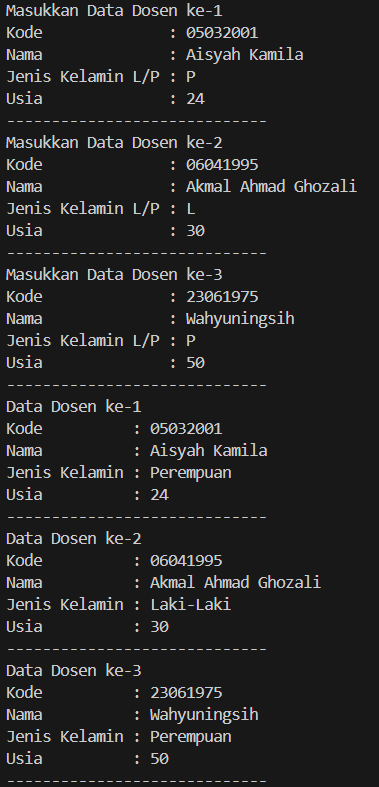 Masukkan Data Dosen ke-1
Kode              : 05032001
Nama              : Aisyah Kamila
Jenis Kelamin L/P : P
Usia              : 24
-----------------------------
Masukkan Data Dosen ke-2
Kode              : 06041995
Nama              : Akmal Ahmad Ghozali
Jenis Kelamin L/P : L
Usia              : 30
-----------------------------
Masukkan Data Dosen ke-3
Kode              : 23061975
Nama              : Wahyuningsih
Jenis Kelamin L/P : P
Usia              : 50
-----------------------------
Data Dosen ke-1
Kode          : 05032001
Nama          : Aisyah Kamila
Jenis Kelamin : Perempuan
Usia          : 24
-----------------------------
Data Dosen ke-2
Kode          : 06041995
Nama          : Akmal Ahmad Ghozali
Jenis Kelamin : Laki-Laki
Usia          : 30
-----------------------------
Data Dosen ke-3
Kode          : 23061975
Nama          : Wahyuningsih
Jenis Kelamin : Perempuan
Usia          : 50
-----------------------------